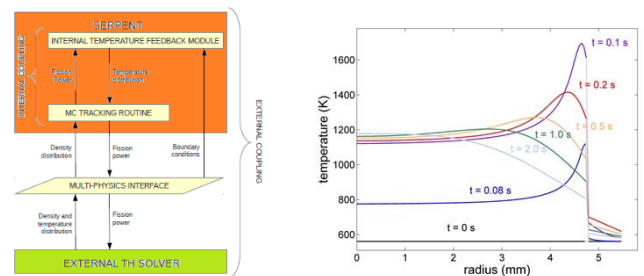 SERPENT
INTERNAL TEMPERATURE FEEDBACK MODULE
INTERNAL COUPLING
Fission
power
Temperature
distribution
MC TRACKING ROUTINE
Density
distribution
Fission
power
Boundary
conditions
MULTI-PHYSICS INTERFACE
Density and
temperature
distribution
Fission
power
EXTERNAL TH SOLVER
EXTERNAL COUPLING
temperature (K)
1600
1400
1200
1000
800
600
t = 0.1 s
t = 0.2 s
t = 0.5 s
t = 1.0 s
t = 2.0 s
t = 0.08 s
t = 0 s
0
1
2
3
4
5
radius (mm)